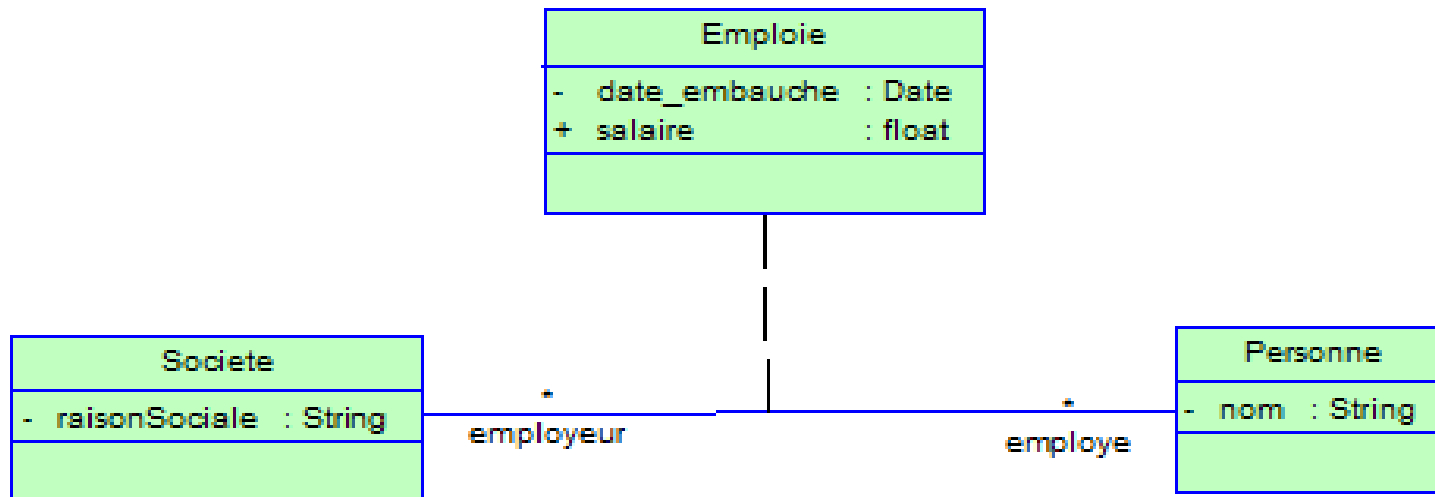 Emploie
- date_embauche : Date
+ salaire : float
Societe
- raisonSociale : String
*
employeur
*
employe
Personne
- nom : String